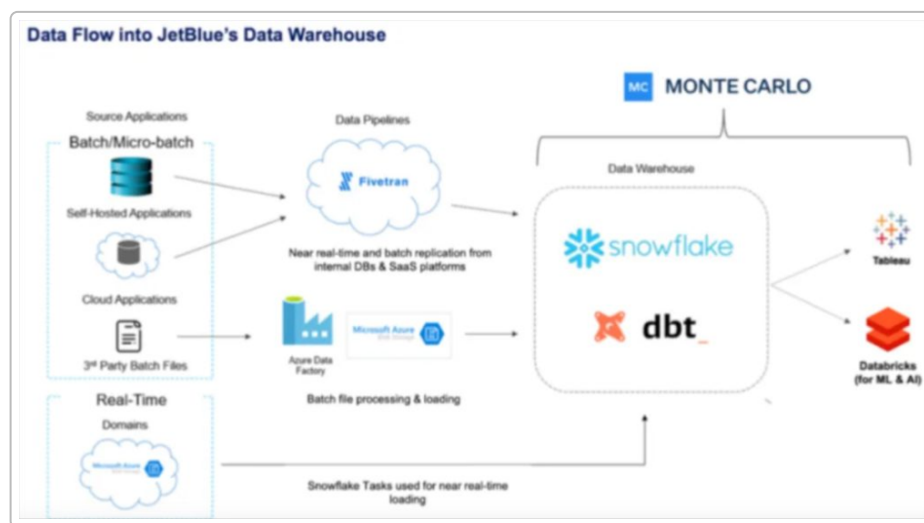 Data Flow into JetBlue's Data Warehouse
MC MONTE CARLO
Source Applications
Batch/Micro-batch
Self-Hosted Applications
Cloud Applications
3rd Party Batch Files
Data Pipelines
Fivetran
Near real-time and batch replication from
internal DBs & SaaS platforms
Azure Data
Factory
Microsoft Azure
Batch file processing & loading
Data Warehouse
snowflake
dbt_
Tableau
Databricks
(for ML & AI)
Real-Time
Domains
Microsoft Azure
Snowflake Tasks used for near real-time
loading